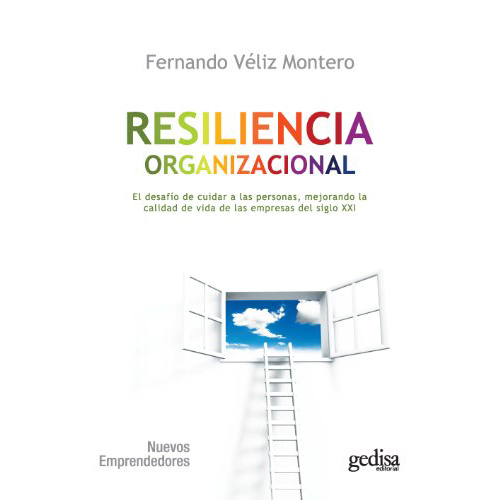 Fernando Véliz Montero
RESILIENCIA
ORGANIZACIONAL
El desafío de cuidar a las personas, mejorando la
calidad de vida de las empresas del siglo XXI
Nuevos
Emprendedores
gedisa
editorial